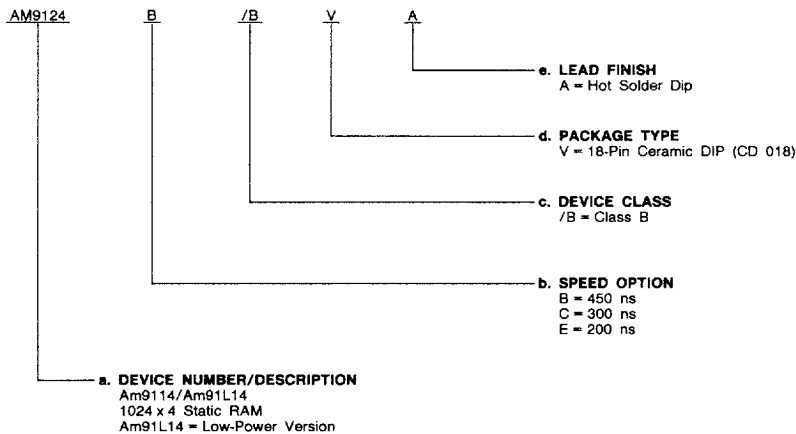 AM9124 B /B V A
e. LEAD FINISH
A = Hot Solder Dip
d. PACKAGE TYPE
V = 18-Pin Ceramic DIP (CD 018)
c. DEVICE CLASS
/B = Class B
b. SPEED OPTION
B = 450 ns
C = 300 ns
E = 200 ns
a. DEVICE NUMBER/DESCRIPTION
Am9114/Am91L14
1024 x 4 Static RAM
Am91L14 = Low-Power Version